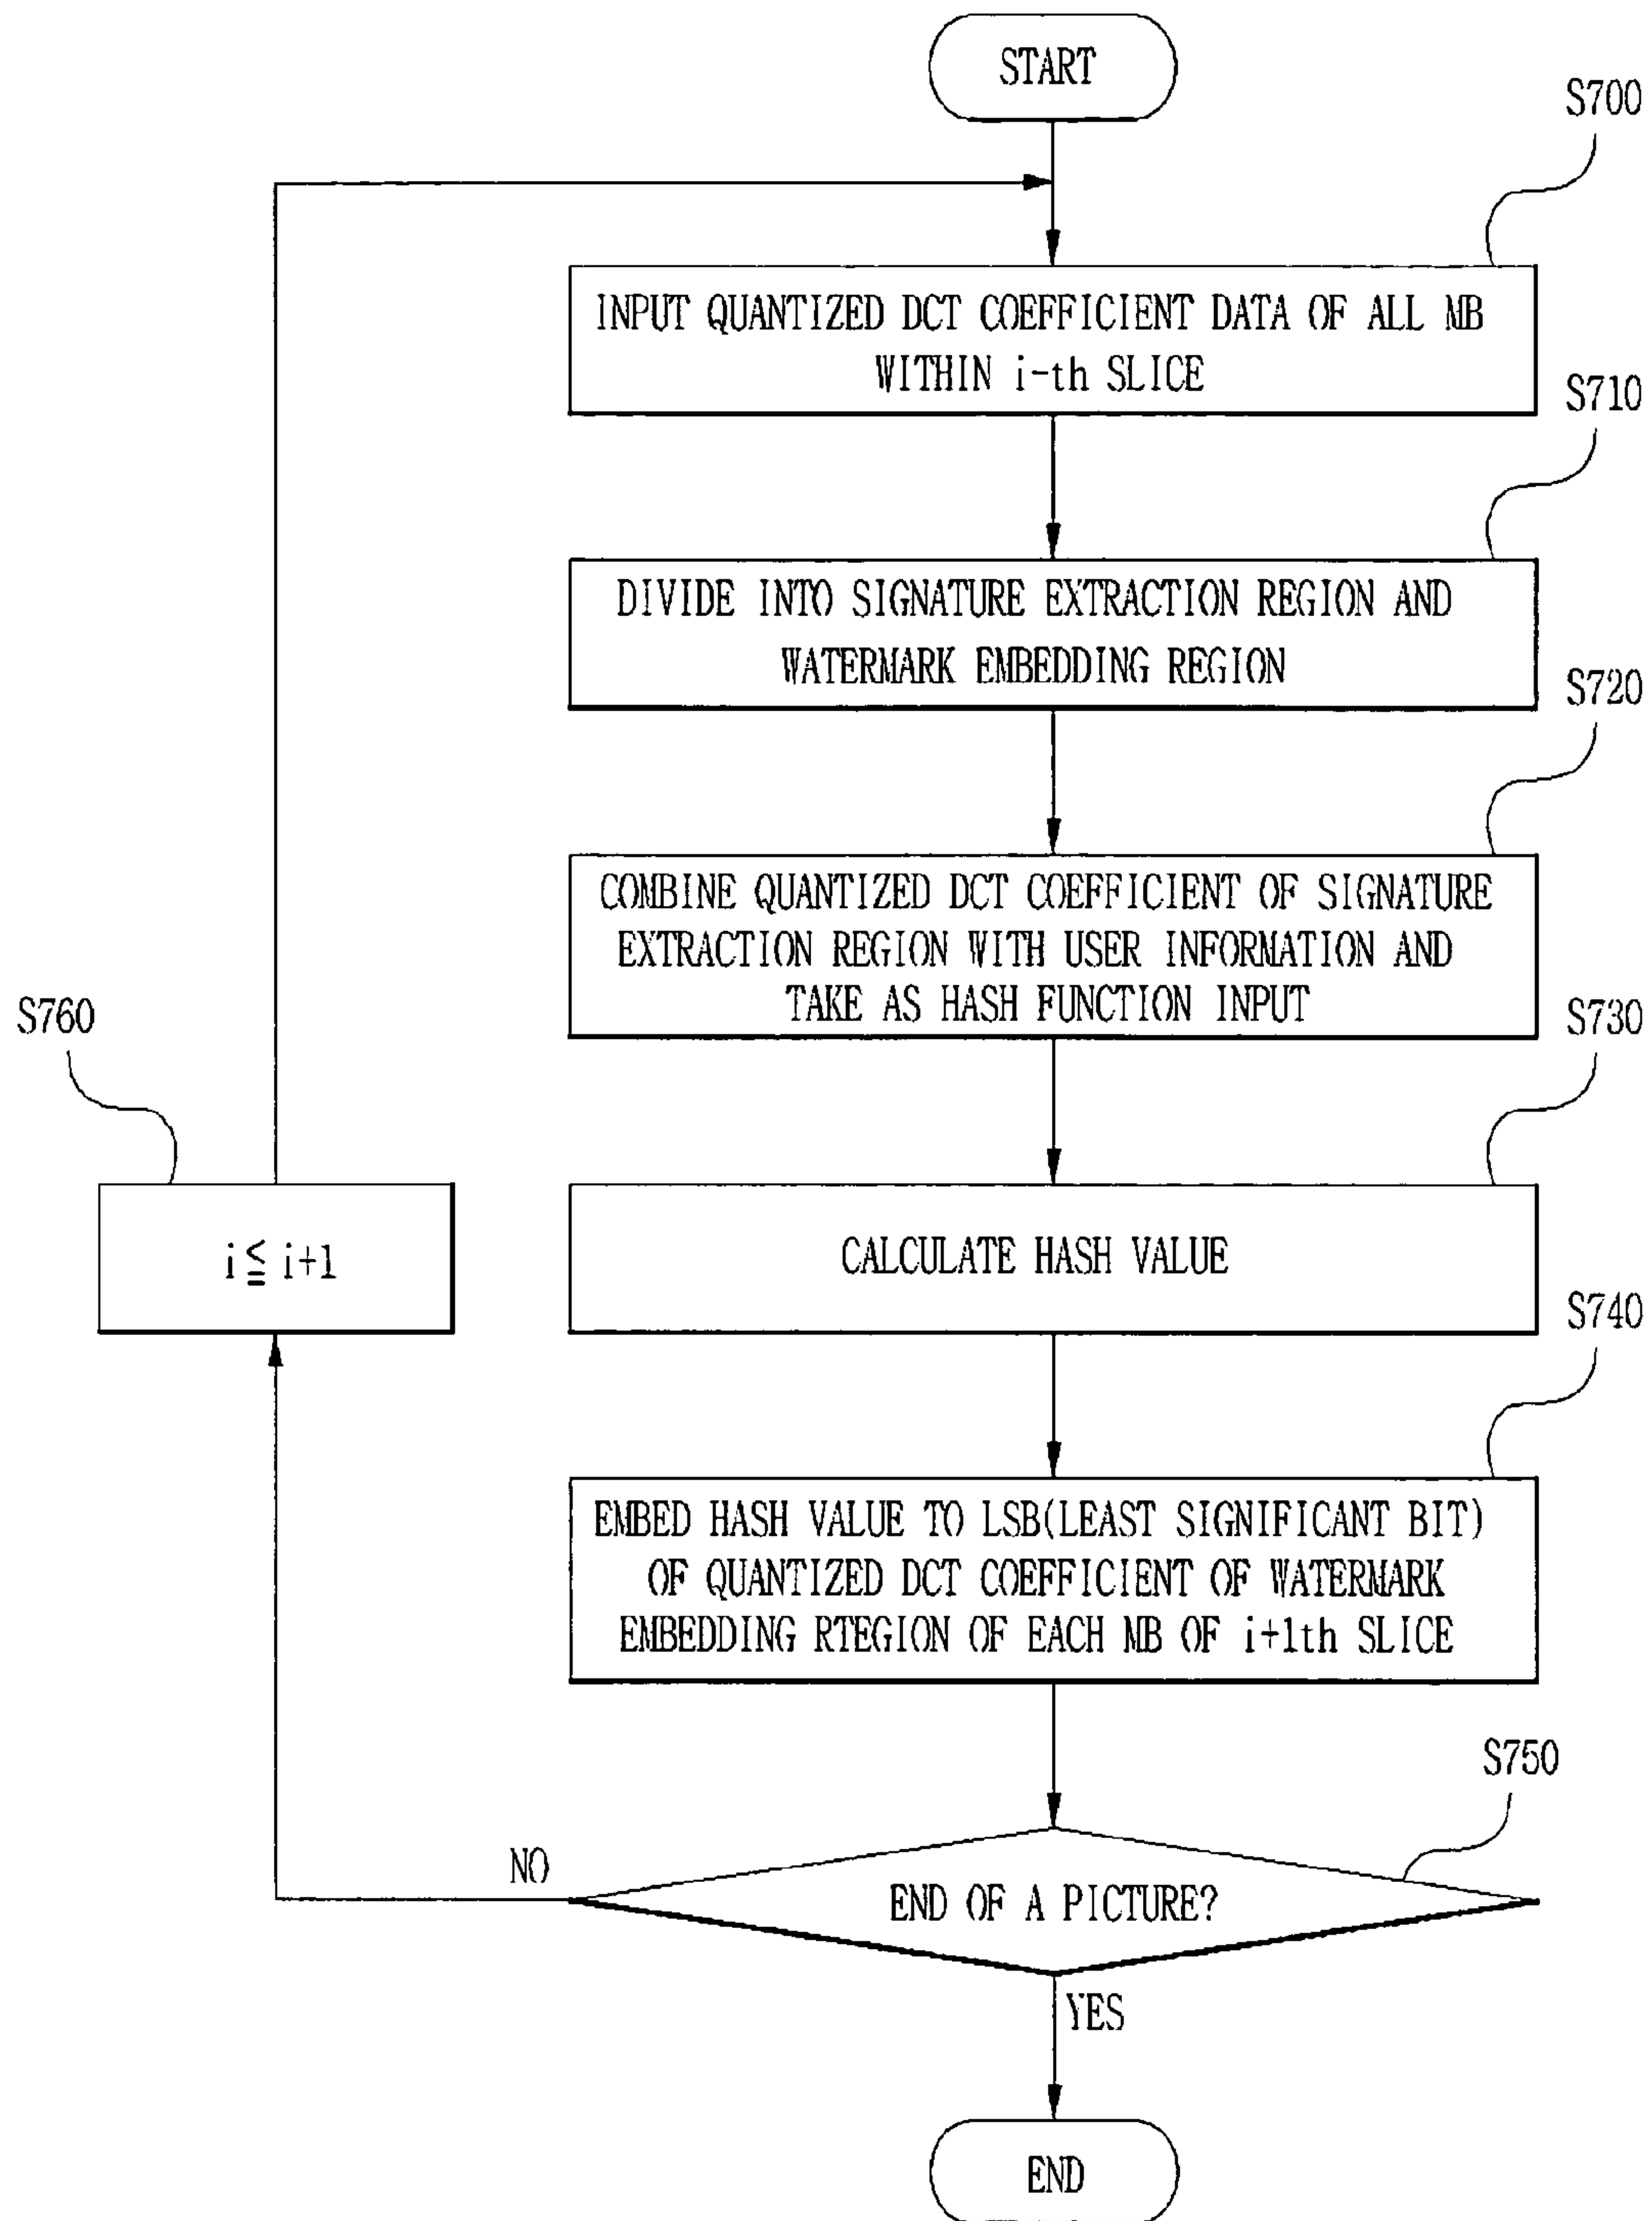 START
S700
INPUT QUANTIZED DCT COEFFICIENT DATA OF ALL MB
WITHIN i-th SLICE
S710
DIVIDE INTO SIGNATURE EXTRACTION REGION AND
WATERMARK EMBEDDING REGION
S720
COMBINE QUANTIZED DCT COEFFICIENT OF SIGNATURE
EXTRACTION REGION WITH USER INFORMATION AND
TAKE AS HASH FUNCTION INPUT
S760
S730
i≦ i+1
CALCULATE HASH VALUE
S740
EMBED HASH VALUE TO LSB(LEAST SIGNIFICANT BIT)
OF QUANTIZED DCT COEFFICIENT OF WATERMARK
EMBEDDING RTEGION OF EACH MB OF i+1th SLICE
S750
NO
END OF A PICTURE?
YES
END